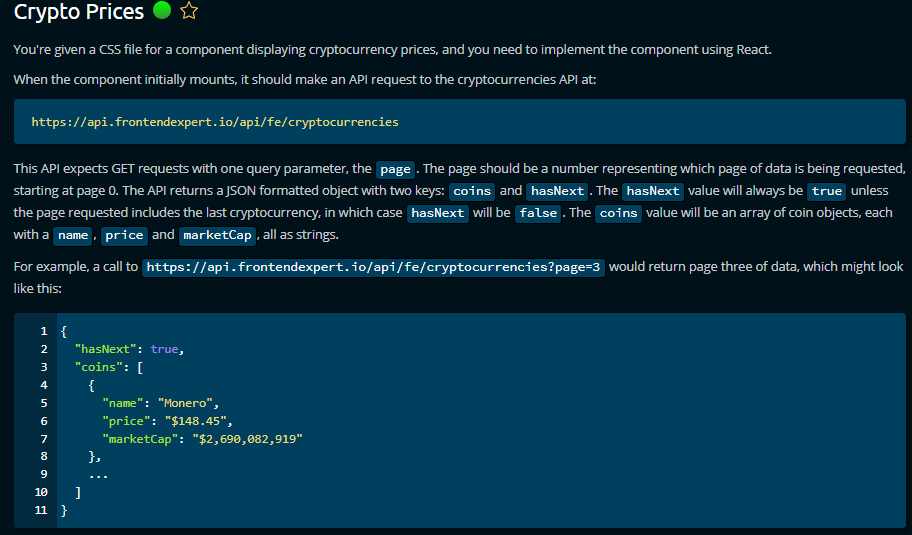 Crypto Prices
You're given a CSS file for a component displaying cryptocurrency prices, and you need to implement the component using React.
When the component initially mounts, it should make an API request to the cryptocurrencies API at:
https://api.frontendexpert.io/api/fe/cryptocurrencies
This API expects GET requests with one query parameter, the page. The page should be a number representing which page of data is being requested,
starting at page 0. The API returns a JSON formatted object with two keys: coins and hasNext. The hasNext value will always be true unless
the page requested includes the last cryptocurrency, in which case hasNext will be false. The coins value will be an array of coin objects, each
with a name, price and marketCap, all as strings.
For example, a call to https://api.frontendexpert.io/api/fe/cryptocurrencies?page=3 would return page three of data, which might look
like this:
1 {
2 "hasNext": true,
3 "coins": [
4 {
5 "name": "Monero",
6 "price": "$148.45",
7 "marketCap": "$2,690,082,919"
8 },
9 ...
10 ]
11 }